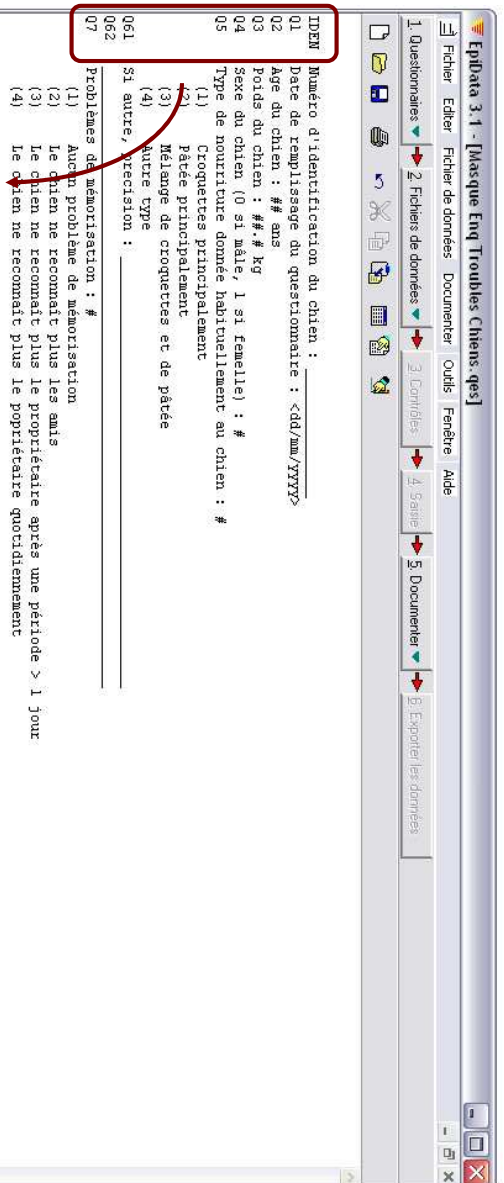 EpiData 3.1 - [Masque Enq Troubles Chiens.qes]
Fichier Editer Fichier de données Documenter Outils Fenêtre Aide
1. Questionnaires 2. Fichiers de données 3. Contrôles 4. Saisie 5. Documenter 6. Exporter les données
IDEN Numéro d'identification du chien : __________
Q1 Date de remplissage du questionnaire : <dd/mm/yyyy>
Q2 Age du chien : ## ans
Q3 Poids du chien : ##.# kg
Q4 Sexe du chien (0 si mâle, 1 si femelle) : #
Q5 Type de nourriture donnée habituellement au chien : #
(1) Croquettes principalement
(2) Pâtée principalement
(3) Mélange de croquettes et de pâtée
(4) Autre type
Q61 Si autre, precision : ______________________________
Q62 ______________________________
Q7 Problèmes de mémorisation : #
(1) Aucun problème de mémorisation
(2) Le chien ne reconnaît plus les amis
(3) Le chien ne reconnaît plus le propriétaire après une période > 1 jour
(4) Le chien ne reconnaît plus le popriétaire quotidiennement